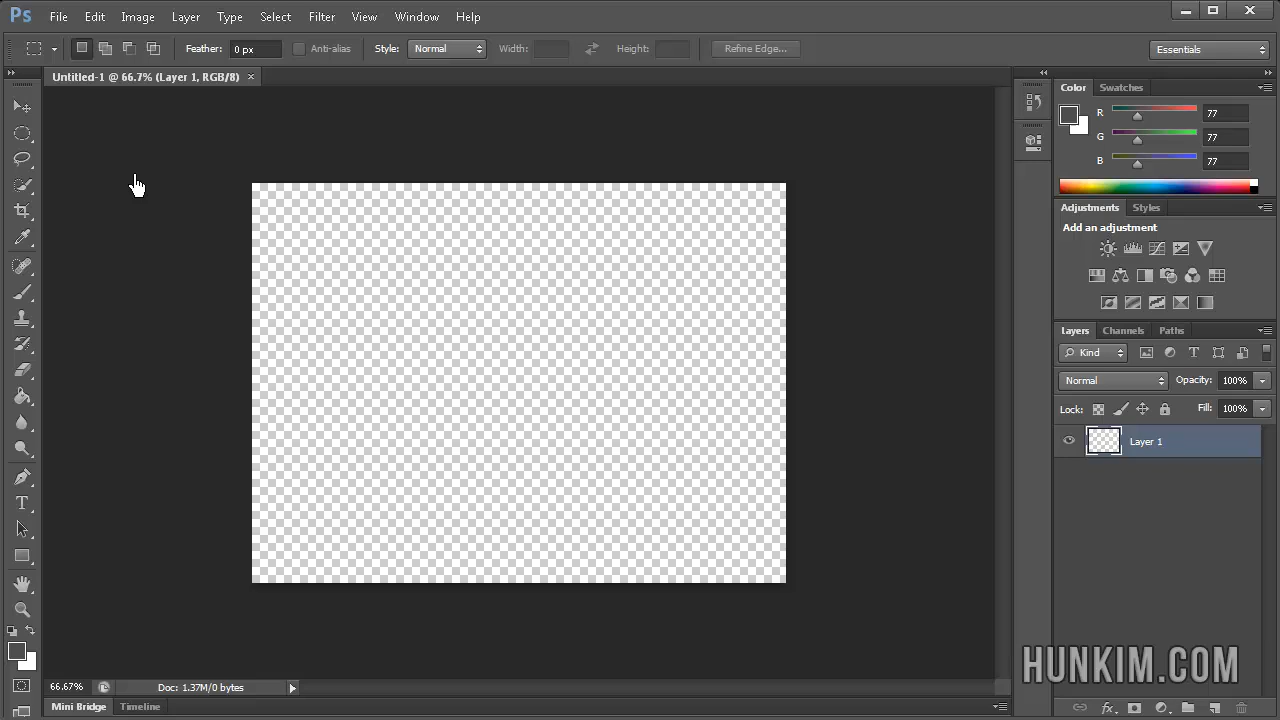 Ps File Edit Image Layer Type Select Filter View Window Help
Feather: 0 px Anti-alias Style: Normal Width: Height: Refine Edge... Essentials
Untitled-1 @ 66.7% (Layer 1, RGB/8) ×
Color Swatches
R 77
G 77
B 77
Adjustments Styles
Add an adjustment
Layers Channels Paths
Kind T
Normal Opacity: 100%
Lock: Fill: 100%
Layer 1
T
HUNKIM.COM
66.67% Doc: 1.37M/0 bytes
Mini Bridge Timeline fx